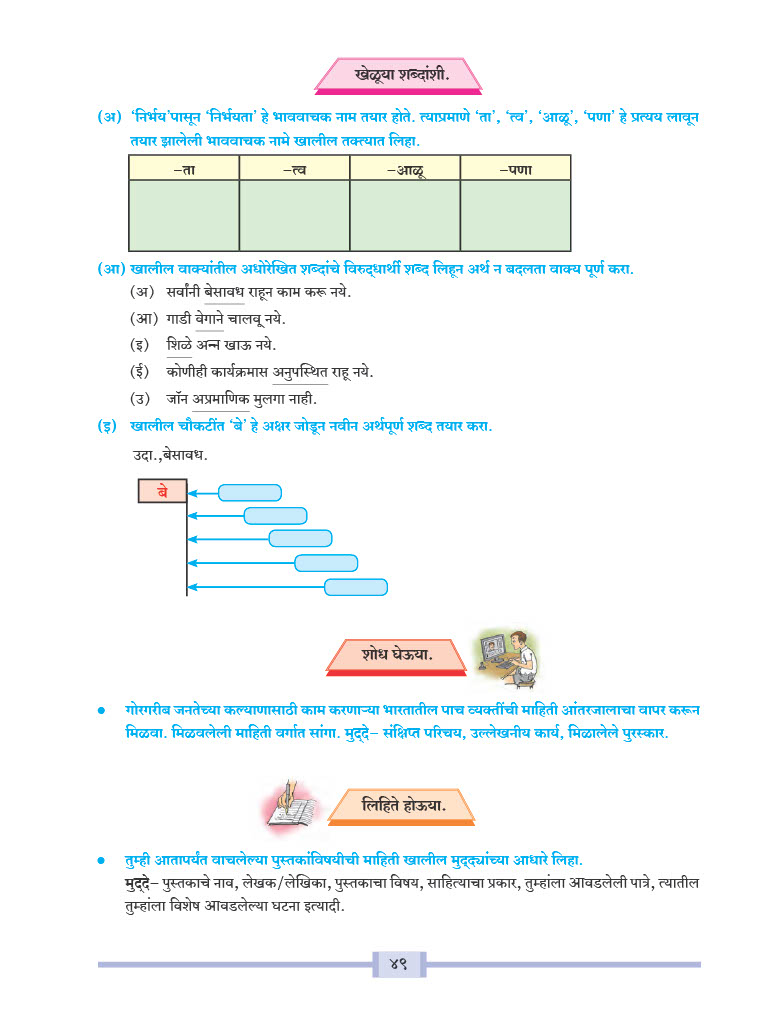 खेळूया शब्दांशी.
(अ) ‘निर्भय’पासून ‘निर्भयता’ हे भाववाचक नाम तयार होते. त्याप्रमाणे ‘ता’, ‘त्व’, ‘आळू’, ‘पणा’ हे प्रत्यय लावून
तयार झालेली भाववाचक नामे खालील तक्त्यात लिहा.
–ता –त्व –आळू –पणा
(आ) खालील वाक्यांतील अधोरेखित शब्दांचे विरुद्धार्थी शब्द लिहून अर्थ न बदलता वाक्य पूर्ण करा.
(अ) सर्वांनी बेसावध राहून काम करू नये.
(आ) गाडी वेगाने चालवू नये.
(इ) शिळे अन्न खाऊ नये.
(ई) कोणीही कार्यक्रमास अनुपस्थित राहू नये.
(उ) जॉन अप्रमाणिक मुलगा नाही.
(इ) खालील चौकटींत ‘बे’ हे अक्षर जोडून नवीन अर्थपूर्ण शब्द तयार करा.
उदा.,बेसावध.
बे
शोध घेऊया.
● गोरगरीब जनतेच्या कल्याणासाठी काम करणाऱ्या भारतातील पाच व्यक्तींची माहिती आंतरजालाचा वापर करून
मिळवा. मिळवलेली माहिती वर्गात सांगा. मुद्दे– संक्षिप्त परिचय, उल्लेखनीय कार्य, मिळालेले पुरस्कार.
लिहिते होऊया.
● तुम्ही आतापर्यंत वाचलेल्या पुस्तकांविषयीची माहिती खालील मुद्द्यांच्या आधारे लिहा.
मुद्दे– पुस्तकाचे नाव, लेखक/लेखिका, पुस्तकाचा विषय, साहित्याचा प्रकार, तुम्हांला आवडलेली पात्रे, त्यातील
तुम्हांला विशेष आवडलेल्या घटना इत्यादी.
४९